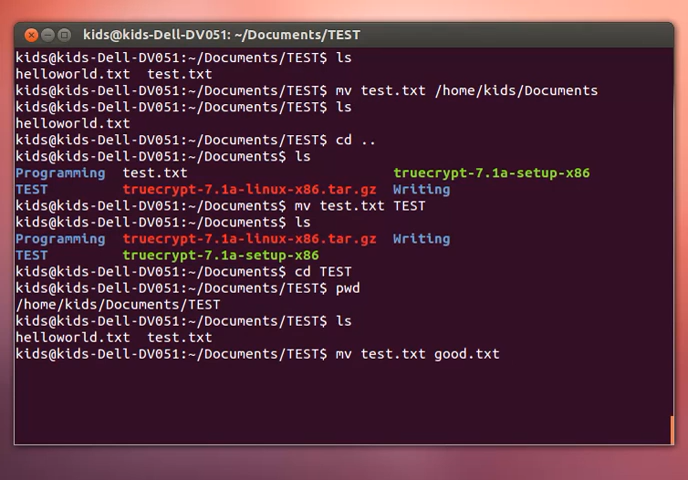 kids@kids-Dell-DV051: ~/Documents/TEST
kids@kids-Dell-DV051:~/Documents/TEST$ ls
helloworld.txt  test.txt
kids@kids-Dell-DV051:~/Documents/TEST$ mv test.txt /home/kids/Documents
kids@kids-Dell-DV051:~/Documents/TEST$ ls
helloworld.txt
kids@kids-Dell-DV051:~/Documents/TEST$ cd ..
kids@kids-Dell-DV051:~/Documents$ ls
Programming  test.txt                       truecrypt-7.1a-setup-x86
TEST         truecrypt-7.1a-linux-x86.tar.gz  Writing
kids@kids-Dell-DV051:~/Documents$ mv test.txt TEST
kids@kids-Dell-DV051:~/Documents$ ls
Programming  truecrypt-7.1a-linux-x86.tar.gz  Writing
TEST         truecrypt-7.1a-setup-x86
kids@kids-Dell-DV051:~/Documents$ cd TEST
kids@kids-Dell-DV051:~/Documents/TEST$ pwd
/home/kids/Documents/TEST
kids@kids-Dell-DV051:~/Documents/TEST$ ls
helloworld.txt  test.txt
kids@kids-Dell-DV051:~/Documents/TEST$ mv test.txt good.txt